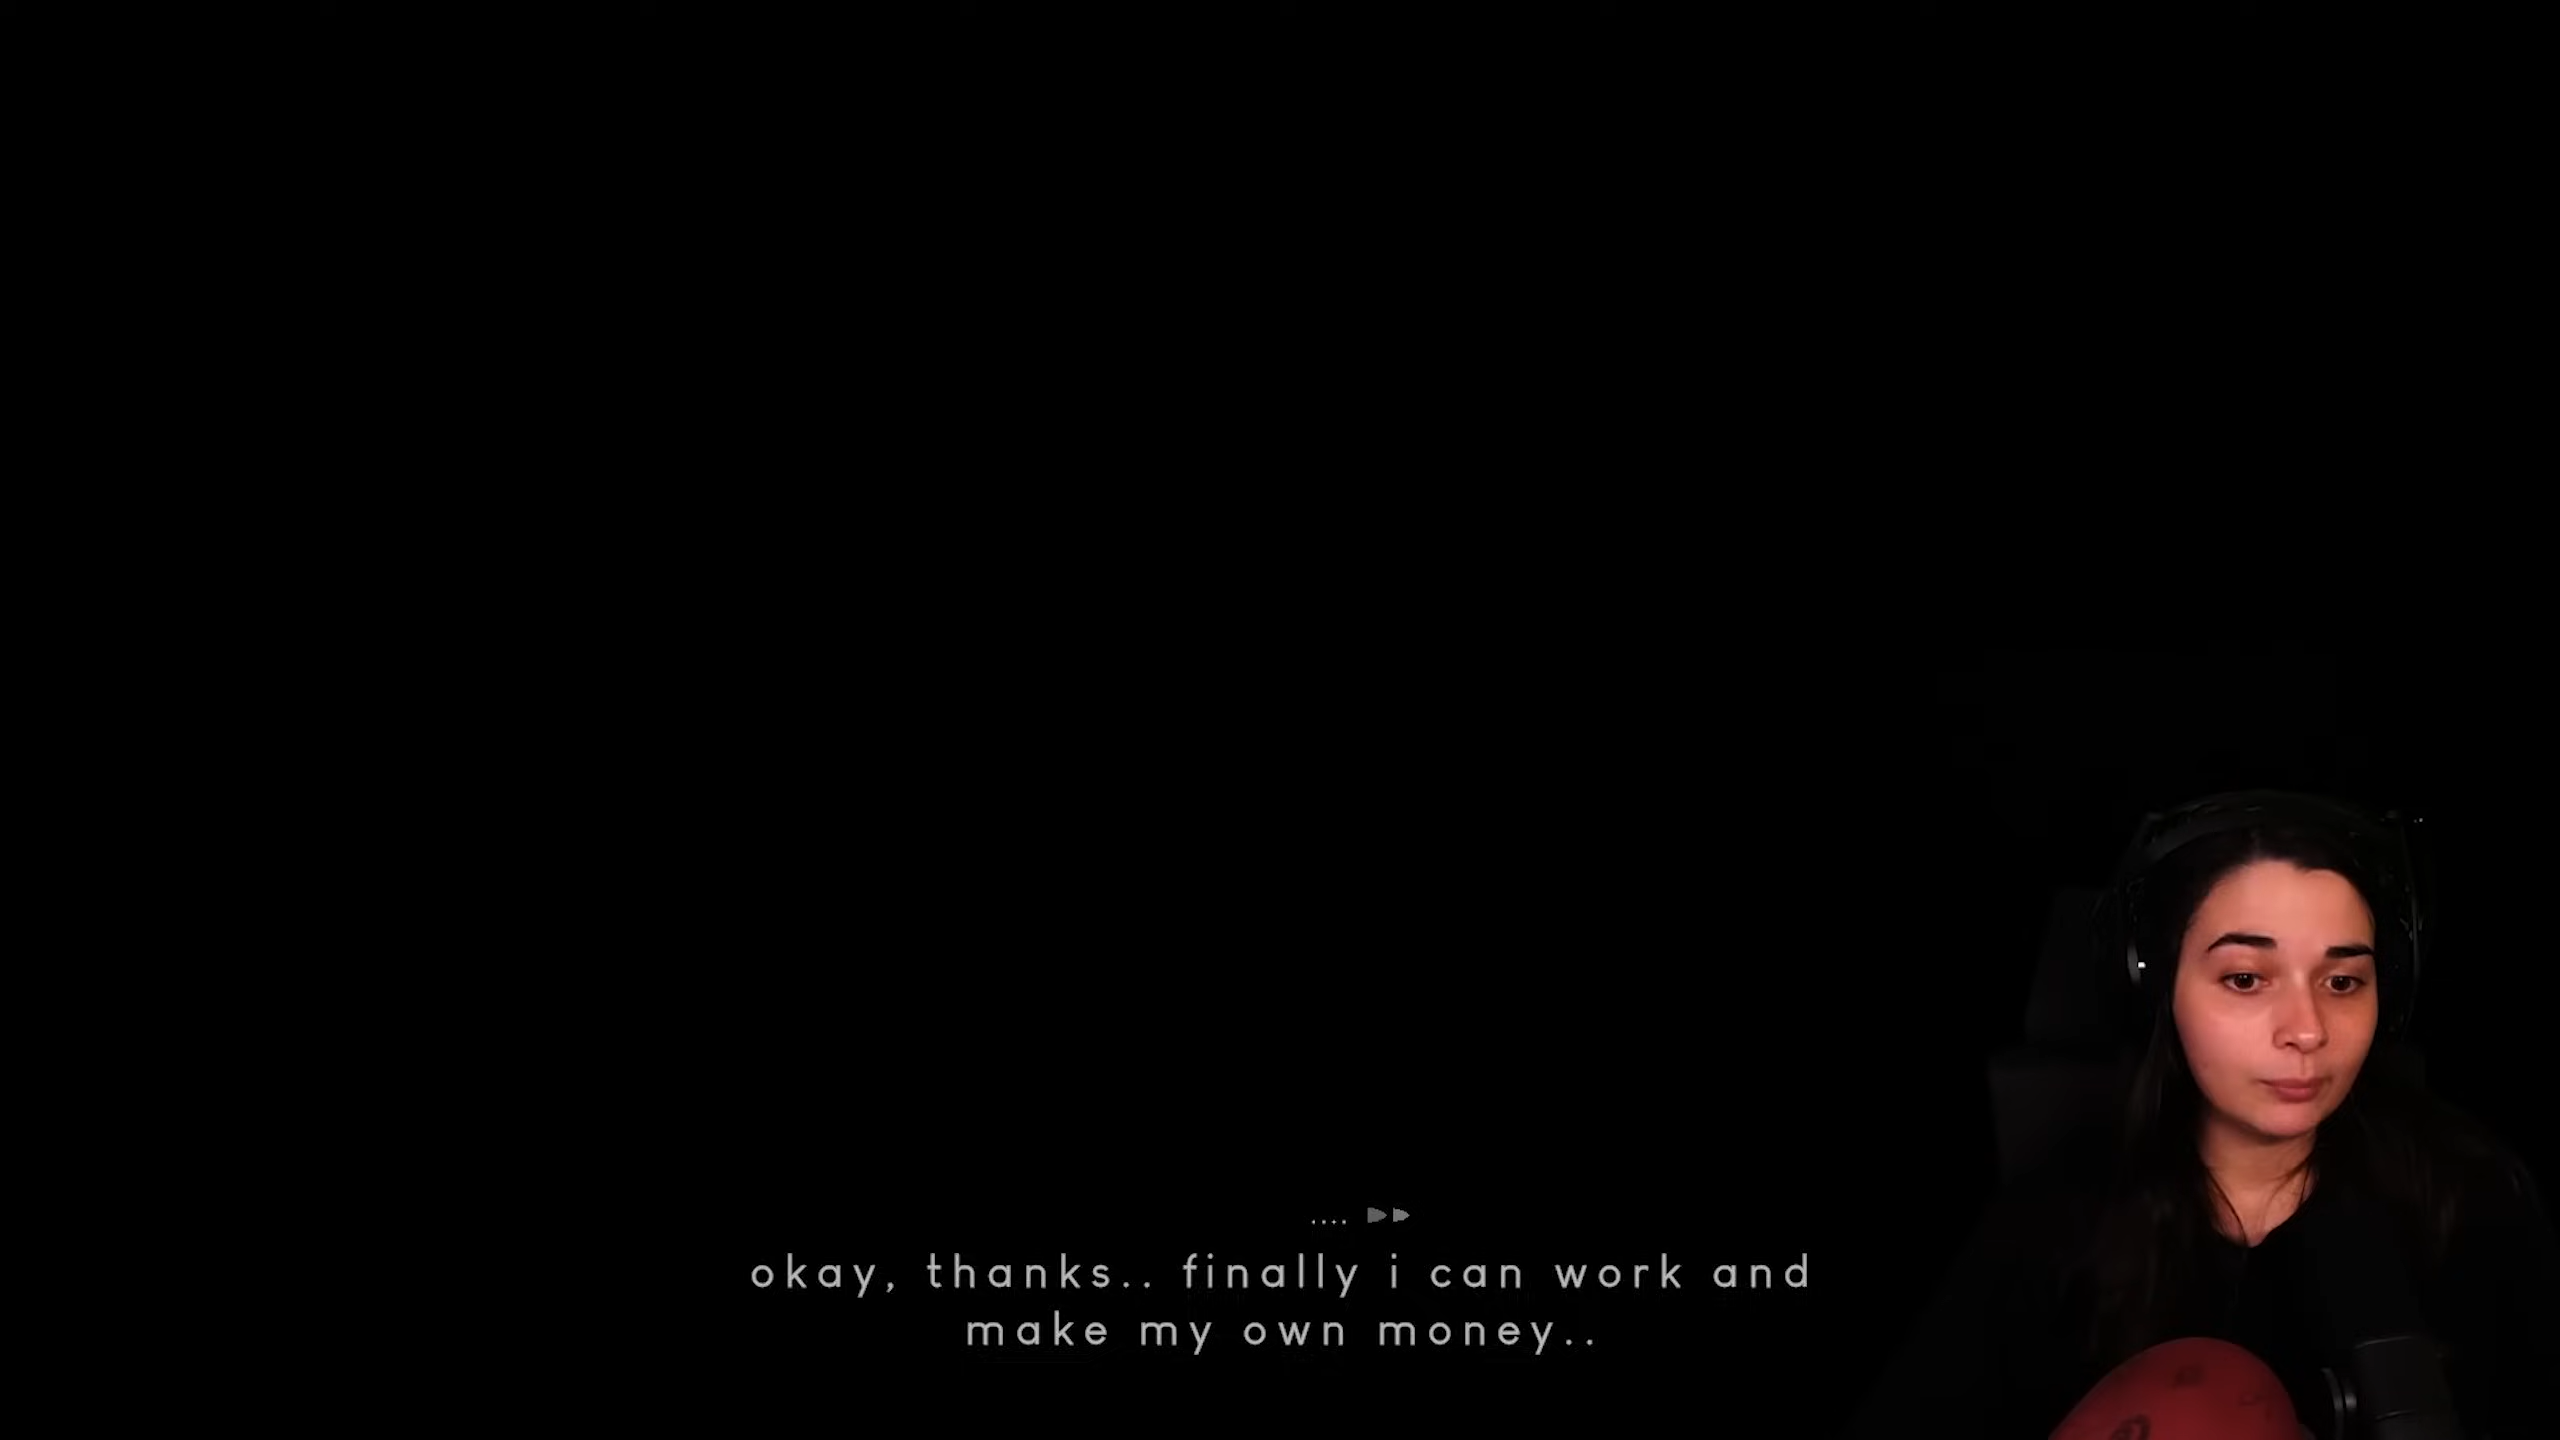 ....
okay, thanks.. finally i can work and
make my own money..